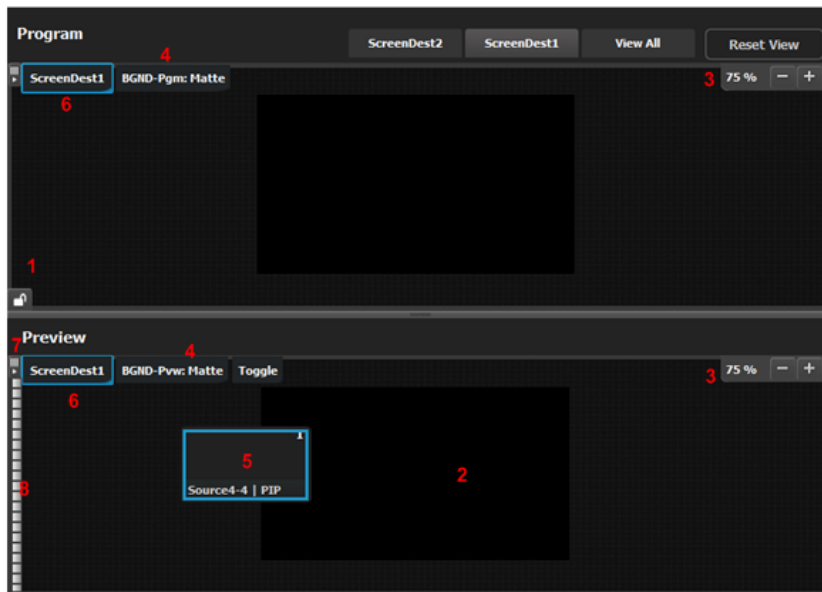 Program
ScreenDest2 ScreenDest1 View All Reset View
4
ScreenDest1 BGND-Pgm: Matte
3 75 % − +
6
1
Preview
7
4
ScreenDest1 BGND-Pvw: Matte Toggle
3 75 % − +
6
1
5
2
8
Source4-4 | PIP